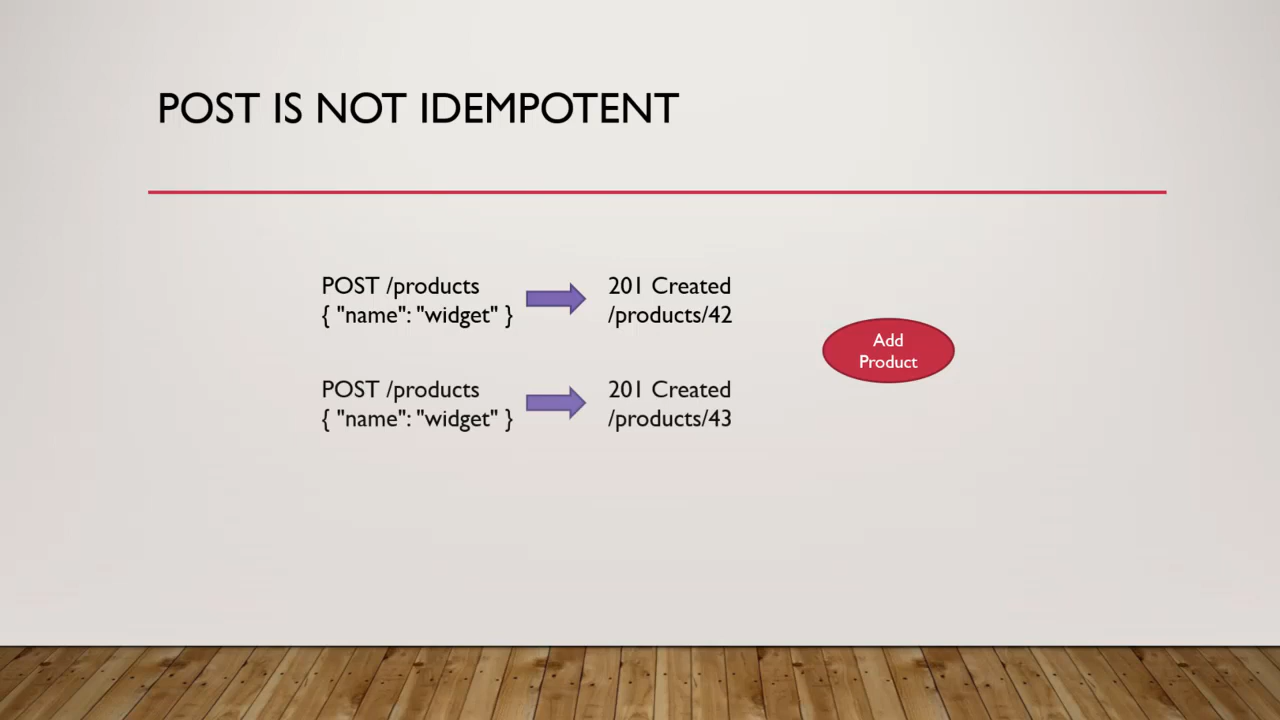 POST IS NOT IDEMPOTENT
POST /products
{ "name": "widget" }
201 Created
/products/42
POST /products
{ "name": "widget" }
201 Created
/products/43
Add
Product